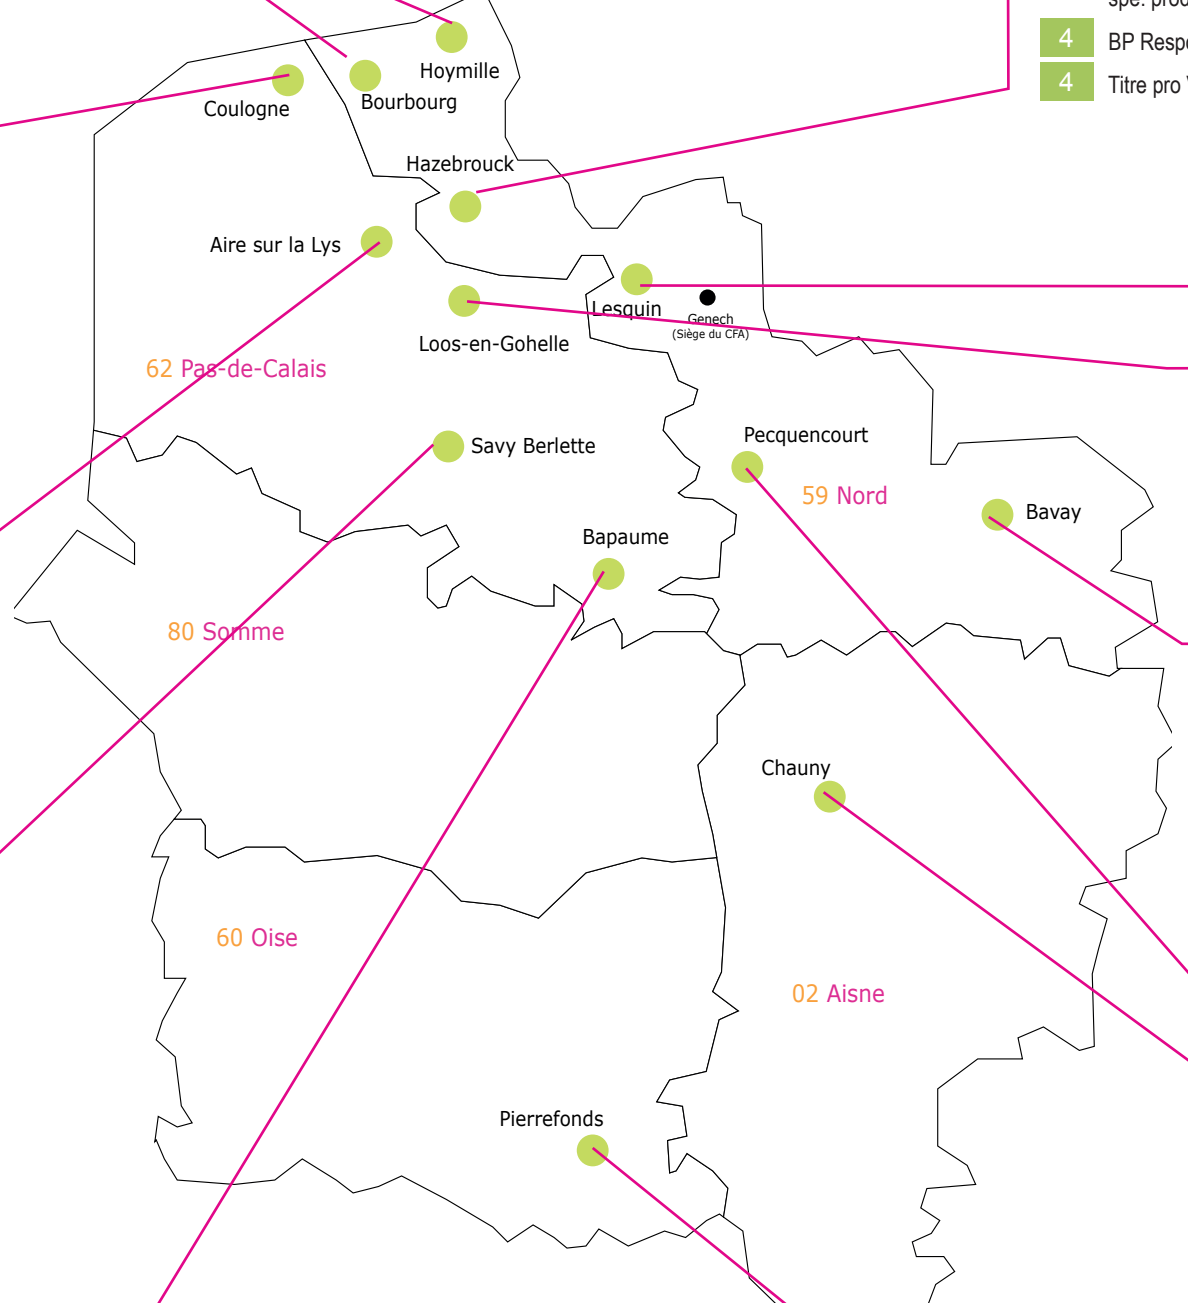 4 BP
4 Titre pro
Hoymille
Coulogne
Bourbourg
Hazebrouck
Aire sur la Lys
Lesquin
Genech
(Siège du CFA)
Loos-en-Gohelle
62 Pas-de-Calais
Pecquencourt
Savy Berlette
59 Nord
Bavay
Bapaume
80 Somme
Chauny
60 Oise
02 Aisne
Pierrefonds